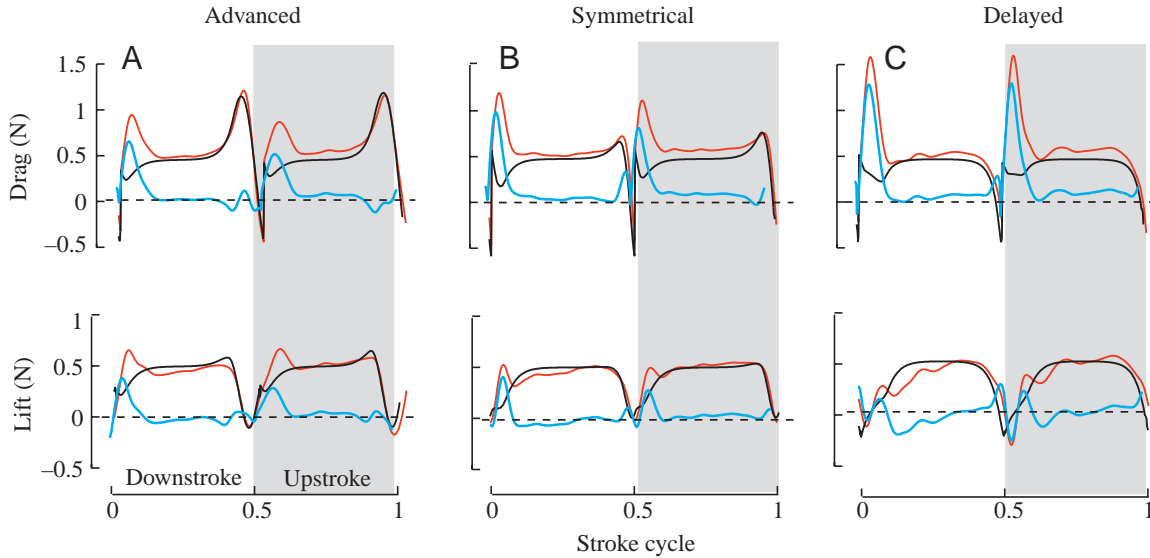 Advanced Symmetrical Delayed
A B C
Drag (N)
1.5
1
0.5
0
–0.5
Lift (N)
1
0.5
0
–0.5
Downstroke Upstroke
0 0.5 1 0 0.5 1 0 0.5 1
Stroke cycle